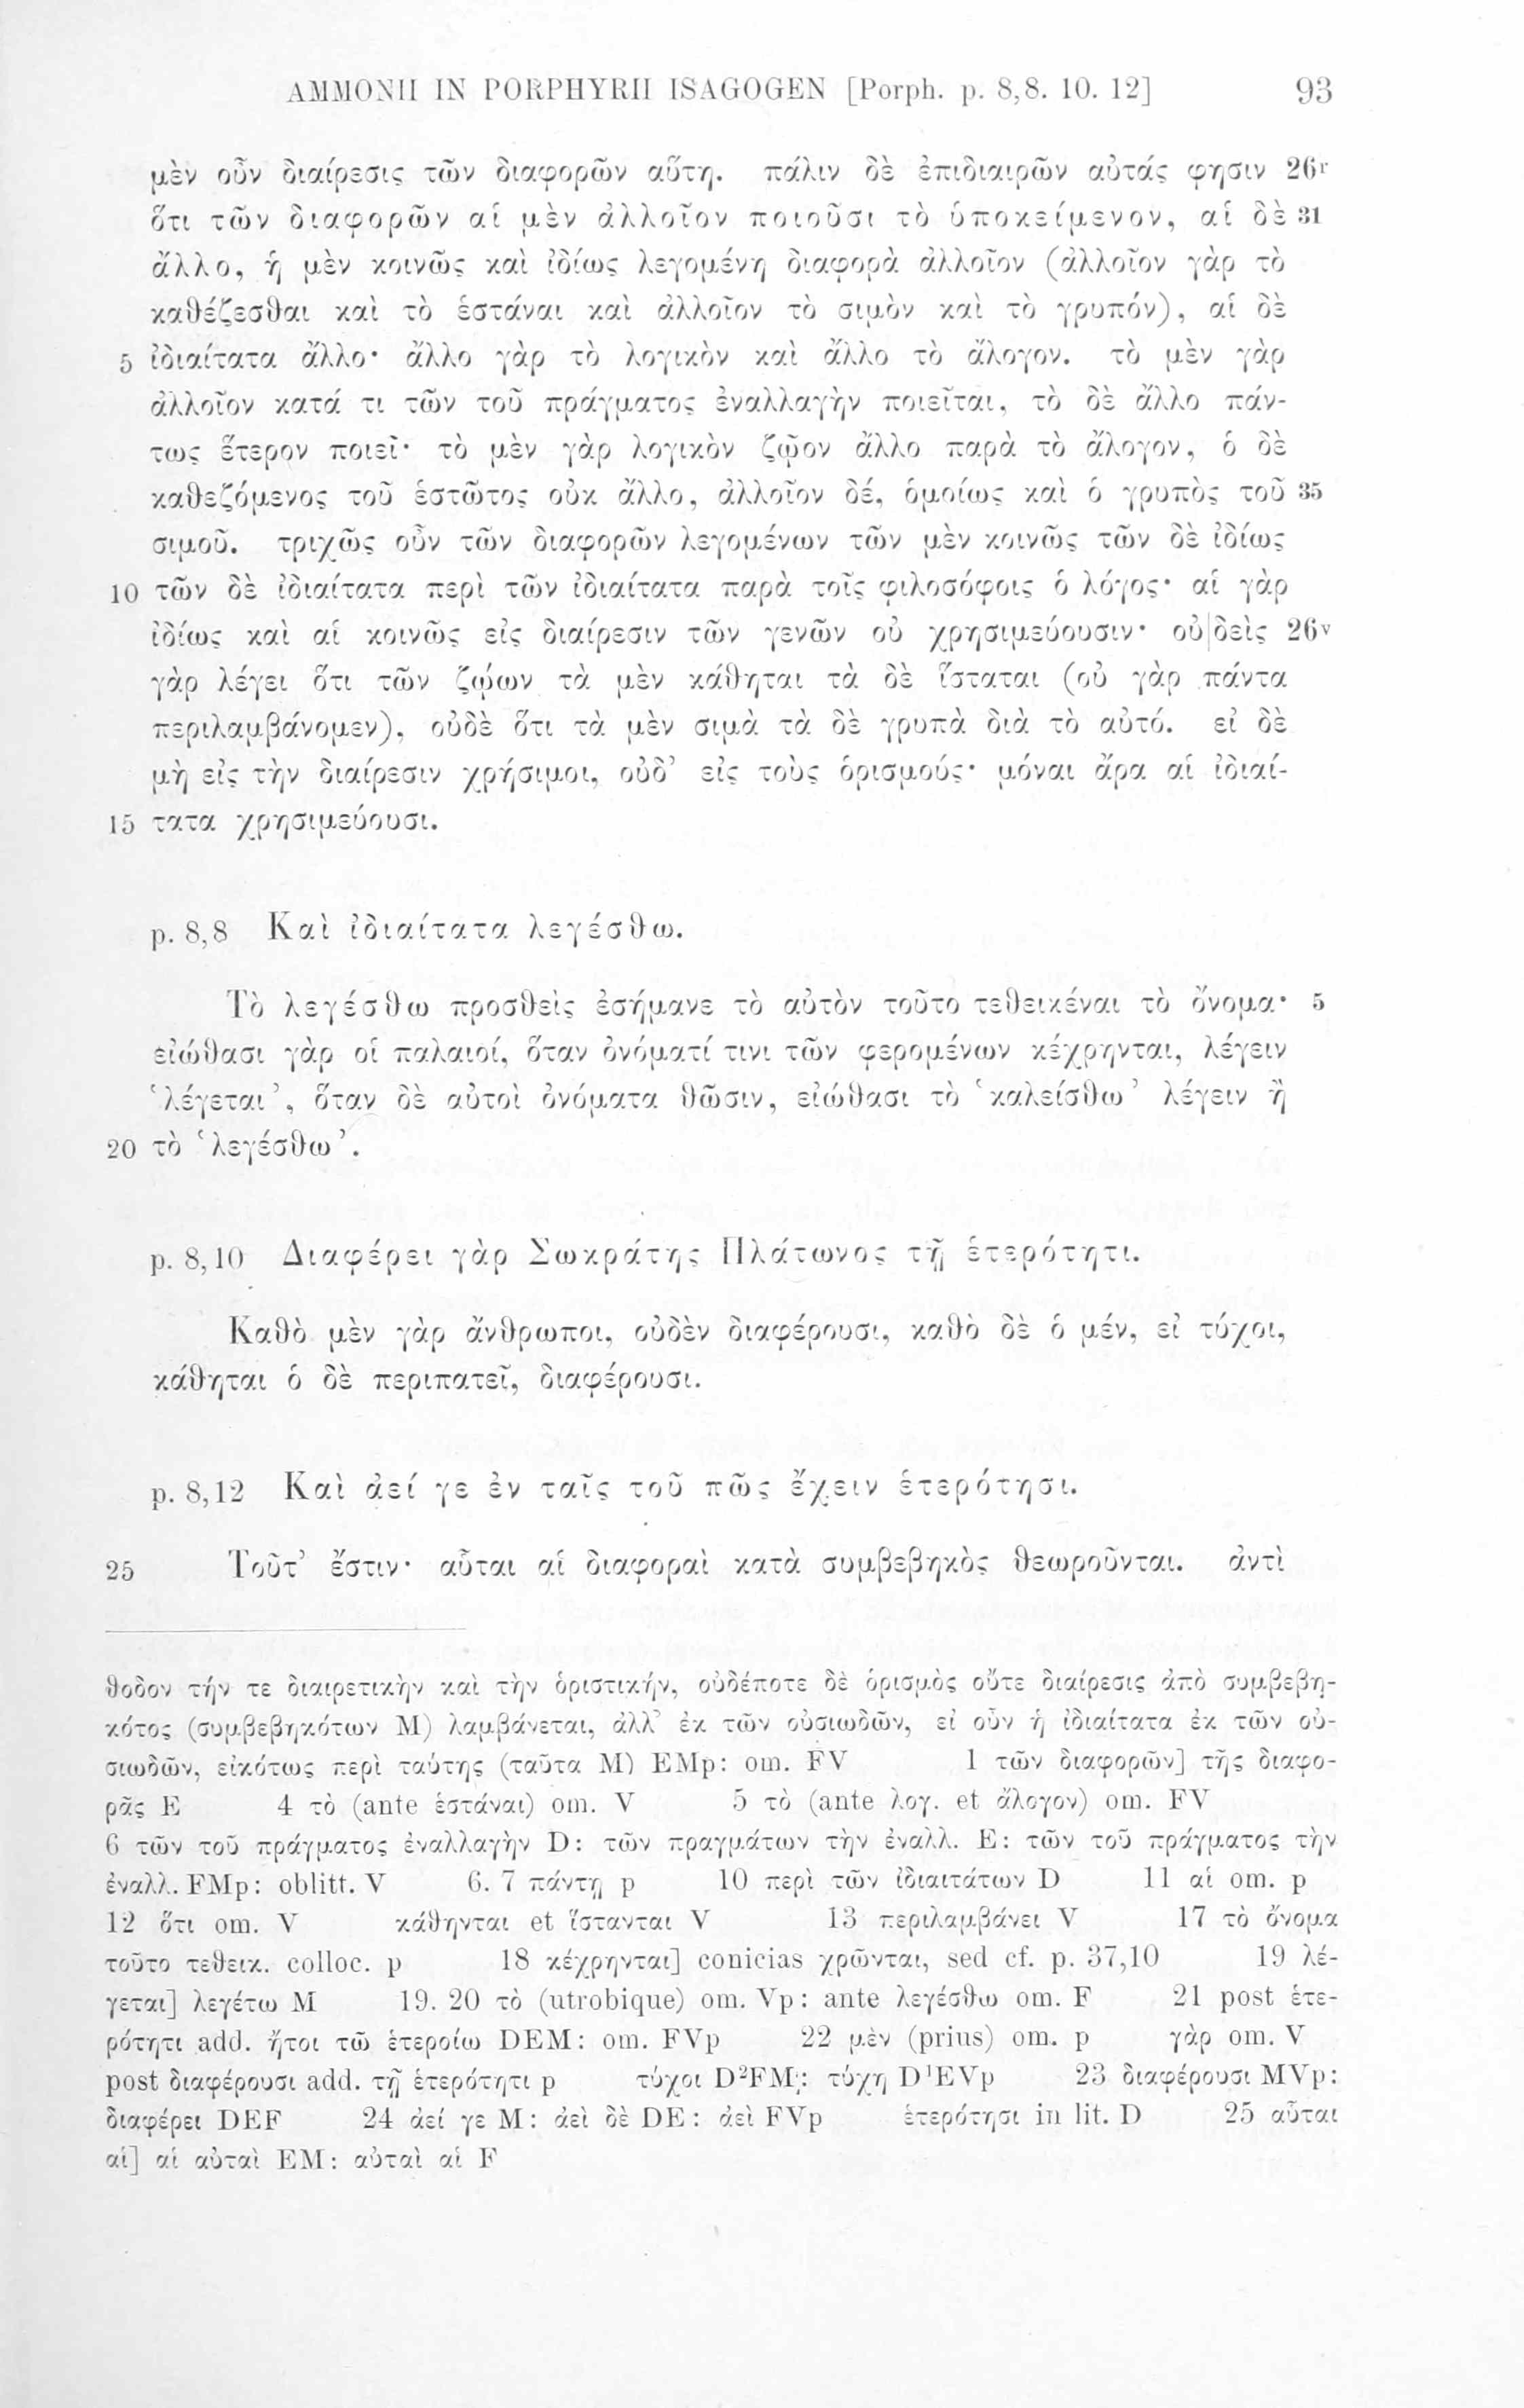 AMMONII IN PORPHYRII ISAGOGEN [Porph. p. 8,8. 10. 12] 93
μὲν οὖν διαίρεσις τῶν διαφορῶν αὕτη. πάλιν δὲ ἐπιδιαιρῶν αὐτάς φησιν 26r
ὅτι τῶν διαφορῶν αἱ μὲν ἀλλοῖον ποιοῦσι τὸ ὑποκείμενον, αἱ δὲ 31
ἄλλο, ἡ μὲν κοινῶς καὶ ἰδίως λεγομένη διαφορὰ ἀλλοῖον (ἀλλοῖον γὰρ τὸ
καθέζεσθαι καὶ τὸ ἑστάναι καὶ ἀλλοῖον τὸ σιμὸν καὶ τὸ γρυπόν), αἱ δὲ
5 ἰδιαίτατα ἄλλο· ἄλλο γὰρ τὸ λογικὸν καὶ ἄλλο τὸ ἄλογον. τὸ μὲν γὰρ
ἀλλοῖον κατά τι τῶν τοῦ πράγματος ἐναλλαγὴν ποιεῖται, τὸ δὲ ἄλλο πάν-
τως ἕτερον ποιεῖ· τὸ μὲν γὰρ λογικὸν ζῷον ἄλλο παρὰ τὸ ἄλογον, ὁ δὲ
καθεζόμενος τοῦ ἑστῶτος οὐκ ἄλλο, ἀλλοῖον δέ, ὁμοίως καὶ ὁ γρυπὸς τοῦ 35
σιμοῦ. τριχῶς οὖν τῶν διαφορῶν λεγομένων τῶν μὲν κοινῶς τῶν δὲ ἰδίως
10 τῶν δὲ ἰδιαίτατα περὶ τῶν ἰδιαίτατα παρὰ τοῖς φιλοσόφοις ὁ λόγος· αἱ γὰρ
ἰδίως καὶ αἱ κοινῶς εἰς διαίρεσιν τῶν γενῶν οὐ χρησιμεύουσιν· οὐ|δεὶς 26v
γὰρ λέγει ὅτι τῶν ζῴων τὰ μὲν κάθηται τὰ δὲ ἵσταται (οὐ γὰρ πάντα
περιλαμβάνομεν), οὐδὲ ὅτι τὰ μὲν σιμὰ τὰ δὲ γρυπὰ διὰ τὸ αὐτό. εἰ δὲ
μὴ εἰς τὴν διαίρεσιν χρήσιμοι, οὐδ’ εἰς τοὺς ὁρισμούς· μόναι ἄρα αἱ ἰδιαί-
15 τατα χρησιμεύουσι.
p. 8,8 Καὶ ἰδιαίτατα λεγέσθω.
Τὸ λεγέσθω προσθεὶς ἐσήμανε τὸ αὐτὸν τοῦτο τεθεικέναι τὸ ὄνομα· 5
εἰώθασι γὰρ οἱ παλαιοί, ὅταν ὀνόματί τινι τῶν φερομένων κέχρηνται, λέγειν
‘λέγεται’, ὅταν δὲ αὐτοὶ ὀνόματα θῶσιν, εἰώθασι τὸ ‘καλείσθω’ λέγειν ἢ
20 τὸ ‘λεγέσθω’.
p. 8,10 Διαφέρει γὰρ Σωκράτης Πλάτωνος τῇ ἑτερότητι.
Καθὸ μὲν γὰρ ἄνθρωποι, οὐδὲν διαφέρουσι, καθὸ δὲ ὁ μέν, εἰ τύχοι,
κάθηται ὁ δὲ περιπατεῖ, διαφέρουσι.
p. 8,12 Καὶ ἀεί γε ἐν ταῖς τοῦ πῶς ἔχειν ἑτερότησι.
25 Τοῦτ’ ἔστιν· αὗται αἱ διαφοραὶ κατὰ συμβεβηκὸς θεωροῦνται. ἀντὶ
θοδον τήν τε διαιρετικὴν καὶ τὴν ὁριστικήν, οὐδέποτε δὲ ὁρισμὸς οὔτε διαίρεσις ἀπὸ συμβεβη-
κότος (συμβεβηκότων M) λαμβάνεται, ἀλλ’ ἐκ τῶν οὐσιωδῶν, εἰ οὖν ἡ ἰδιαίτατα ἐκ τῶν οὐ-
σιωδῶν, εἰκότως περὶ ταύτης (ταῦτα M) EMp: om. FV 1 τῶν διαφορῶν] τῆς διαφο-
ρᾶς E 4 τὸ (ante ἑστάναι) om. V 5 τὸ (ante λογ. et ἄλογον) om. FV
6 τῶν τοῦ πράγματος ἐναλλαγὴν D: τῶν πραγμάτων τὴν ἐναλλ. E: τῶν τοῦ πράγματος τὴν
ἐναλλ. FMp: oblitt. V 6. 7 πάντῃ p 10 περὶ τῶν ἰδιαιτάτων D 11 αἱ om. p
12 ὅτι om. V κάθηνται et ἵστανται V 13 περιλαμβάνει V 17 τὸ ὄνομα
τοῦτο τεθεικ. colloc. p 18 κέχρηνται] conicias χρῶνται, sed cf. p. 37,10 19 λέ-
γεται] λεγέτω M 19. 20 τὸ (utrobique) om. Vp: ante λεγέσθω om. F 21 post ἑτε-
ρότητι add. ἤτοι τῶ ἑτεροίω DEM: om. FVp 22 μὲν (prius) om. p γὰρ om. V
post διαφέρουσι add. τῇ ἑτερότητι p τύχοι D²FM: τύχη D¹EVp 23 διαφέρουσι MVp:
διαφέρει DEF 24 ἀεί γε M: ἀεὶ δὲ DE: ἀεὶ FVp ἑτερότησι in lit. D 25 αὗται
αἱ] αἱ αὐταὶ EM: αὐταὶ αἱ F